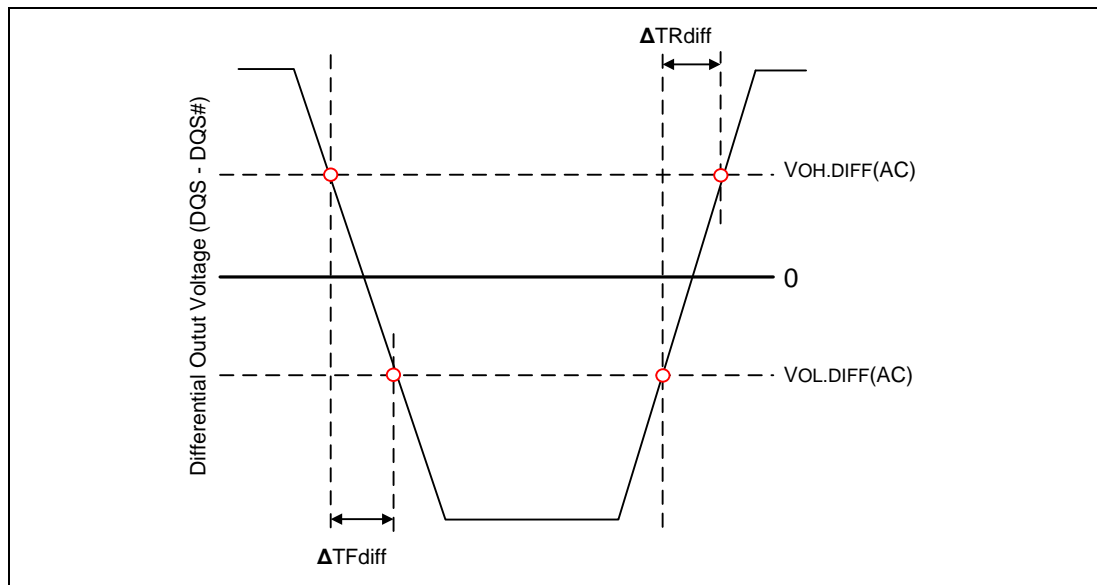 ΔTRdiff
Differential Outut Voltage (DQS - DQS#)
VOH.DIFF(AC)
0
VOL.DIFF(AC)
ΔTFdiff